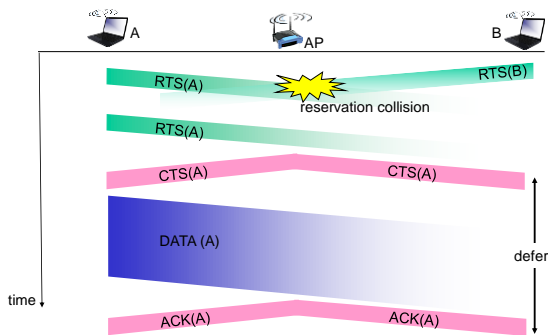 A
AP
B
RTS(A)
RTS(B)
reservation collision
RTS(A)
CTS(A)
CTS(A)
DATA (A)
defer
time
ACK(A)
ACK(A)